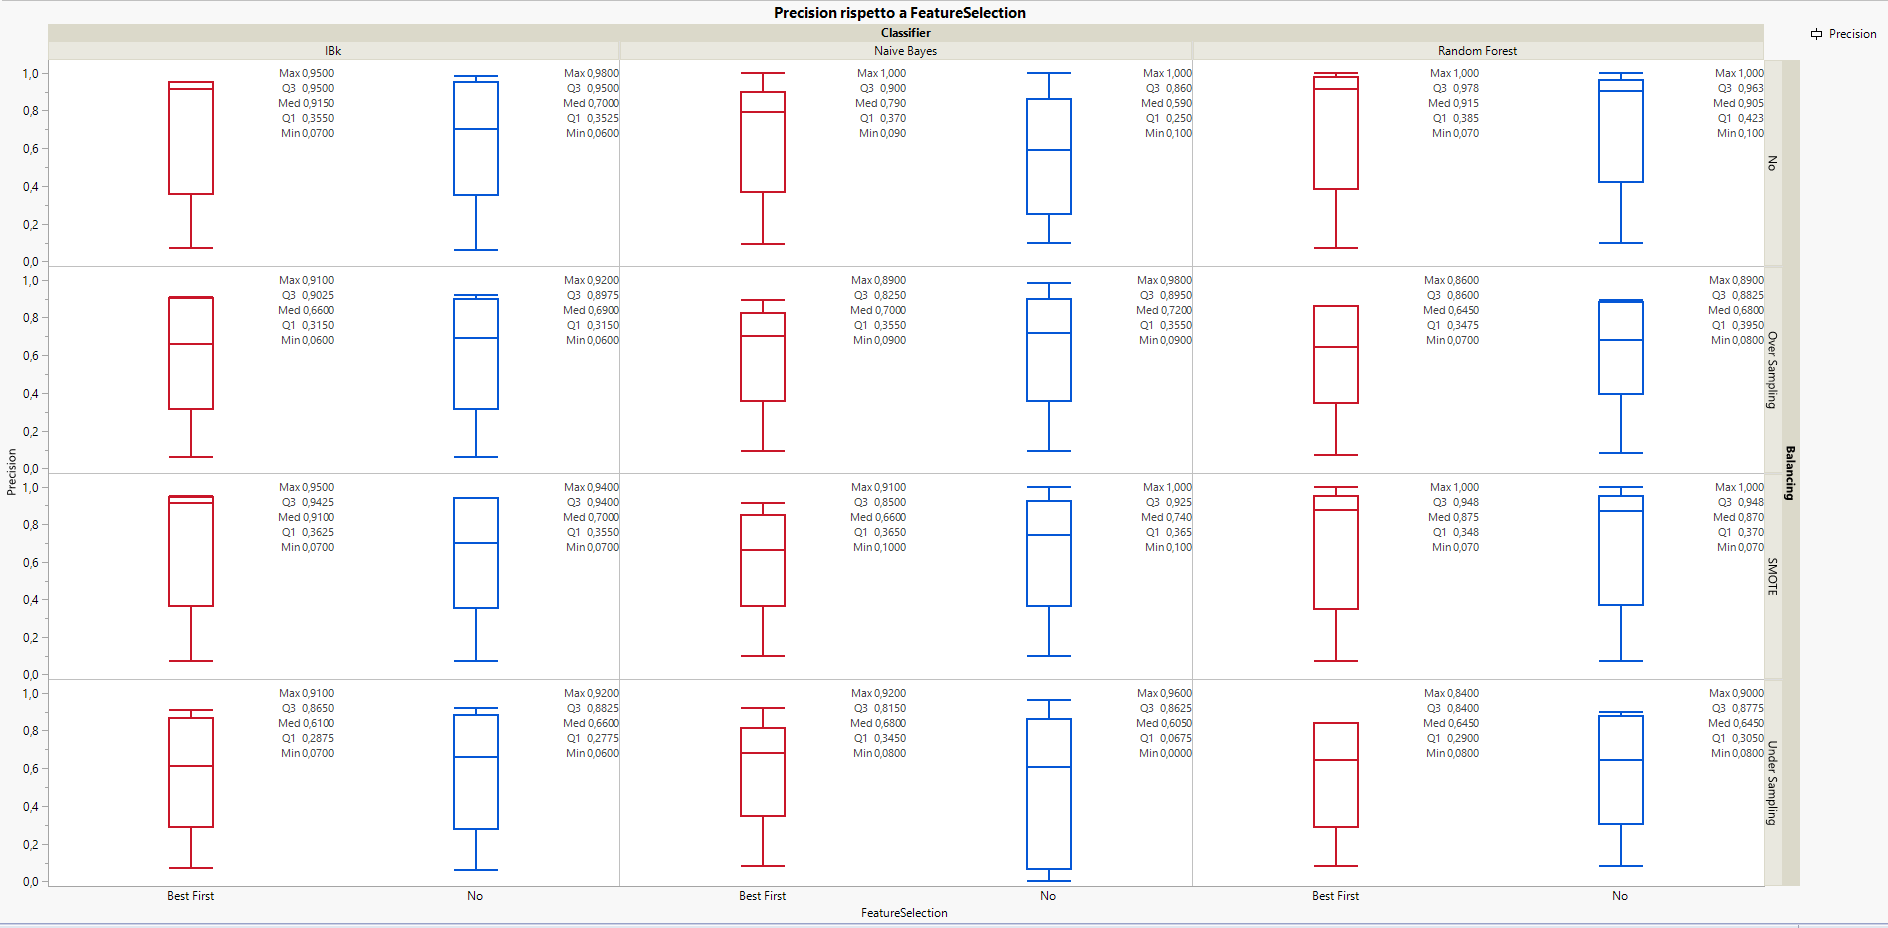 Precision rispetto a FeatureSelection
Classifier
IBk
Naive Bayes
Random Forest
Precision
1,0
0,8
0,6
0,4
0,2
0,0
Max 0,9500
Q3 0,9500
Med 0,9150
Q1 0,3550
Min 0,0700
Max 0,9800
Q3 0,9500
Med 0,7000
Q1 0,3525
Min 0,0600
Max 1,000
Q3 0,900
Med 0,790
Q1 0,370
Min 0,090
Max 1,000
Q3 0,860
Med 0,590
Q1 0,250
Min 0,100
Max 1,000
Q3 0,978
Med 0,915
Q1 0,385
Min 0,070
Max 1,000
Q3 0,963
Med 0,905
Q1 0,423
Min 0,100
No
1,0
0,8
0,6
0,4
0,2
0,0
Max 0,9100
Q3 0,9025
Med 0,6600
Q1 0,3150
Min 0,0600
Max 0,9200
Q3 0,8975
Med 0,6900
Q1 0,3150
Min 0,0600
Max 0,8900
Q3 0,8250
Med 0,7000
Q1 0,3550
Min 0,0900
Max 0,9800
Q3 0,8950
Med 0,7200
Q1 0,3550
Min 0,0900
Max 0,8600
Q3 0,8600
Med 0,6450
Q1 0,3475
Min 0,0700
Max 0,8900
Q3 0,8825
Med 0,6800
Q1 0,3950
Min 0,0800
Over Sampling
Precision
Balancing
1,0
0,8
0,6
0,4
0,2
0,0
Max 0,9500
Q3 0,9425
Med 0,9100
Q1 0,3625
Min 0,0700
Max 0,9400
Q3 0,9400
Med 0,7000
Q1 0,3550
Min 0,0700
Max 0,9100
Q3 0,8500
Med 0,6600
Q1 0,3650
Min 0,1000
Max 1,000
Q3 0,925
Med 0,740
Q1 0,365
Min 0,100
Max 1,000
Q3 0,948
Med 0,875
Q1 0,348
Min 0,070
Max 1,000
Q3 0,948
Med 0,870
Q1 0,370
Min 0,070
SMOTE
1,0
0,8
0,6
0,4
0,2
0,0
Max 0,9100
Q3 0,8650
Med 0,6100
Q1 0,2875
Min 0,0700
Max 0,9200
Q3 0,8825
Med 0,6600
Q1 0,2775
Min 0,0600
Max 0,9200
Q3 0,8150
Med 0,6800
Q1 0,3450
Min 0,0800
Max 0,9600
Q3 0,8625
Med 0,6050
Q1 0,0675
Min 0,0000
Max 0,8400
Q3 0,8400
Med 0,6450
Q1 0,2900
Min 0,0800
Max 0,9000
Q3 0,8775
Med 0,6450
Q1 0,3050
Min 0,0800
Under Sampling
Best First
No
Best First
No
Best First
No
FeatureSelection